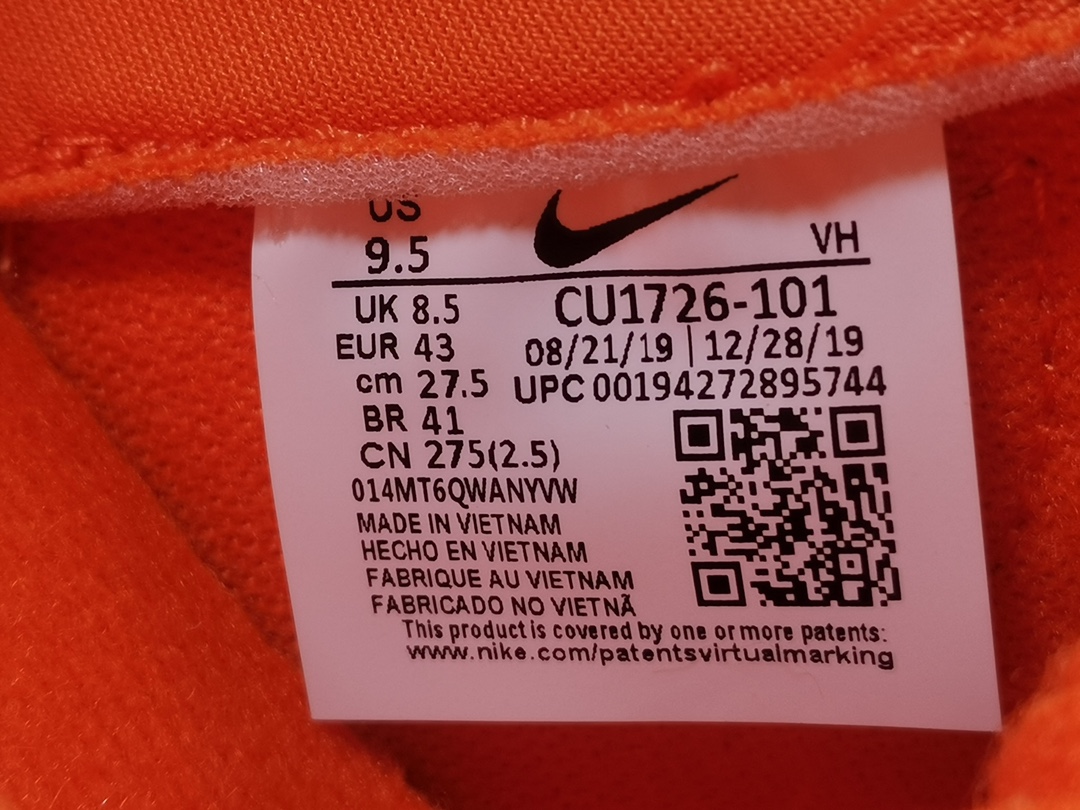 US
9.5
VH
UK 8.5
CU1726-101
EUR 43
08/21/19 | 12/28/19
cm 27.5
UPC 00194272895744
BR 41
CN 275(2.5)
014MT6QWANYVW
MADE IN VIETNAM
HECHO EN VIETNAM
FABRIQUE AU VIETNAM
FABRICADO NO VIETNÃ
This product is covered by one or more patents:
www.nike.com/patentsvirtualmarking